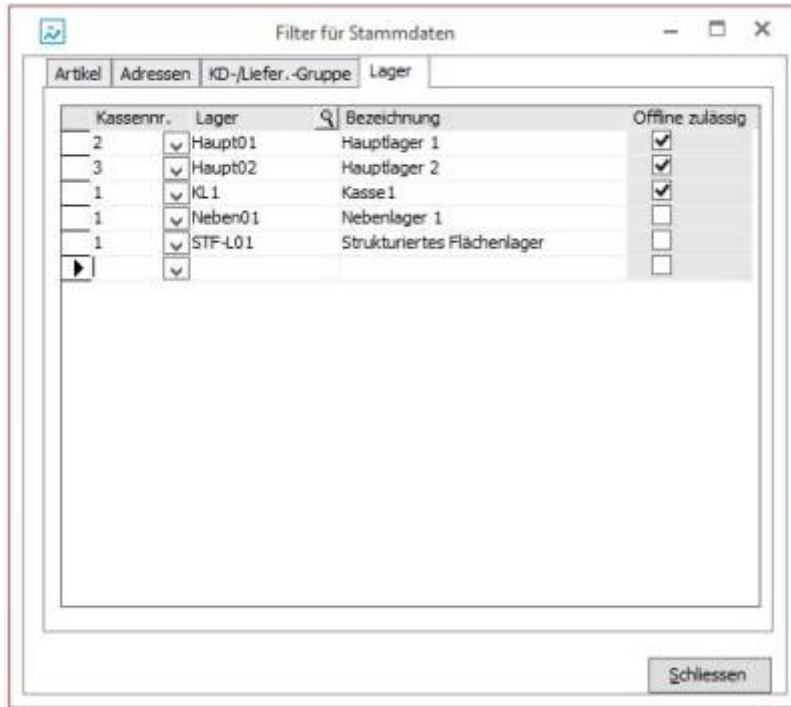 Filter für Stammdaten
Artikel Adressen KD-/Liefer.-Gruppe Lager
Kassennr. Lager Bezeichnung Offline zulässig
2 Haupt01 Hauptlager 1
3 Haupt02 Hauptlager 2
1 KL1 Kasse1
1 Neben01 Nebenlager 1
1 STF-L01 Strukturiertes Flächenlager
Schliessen